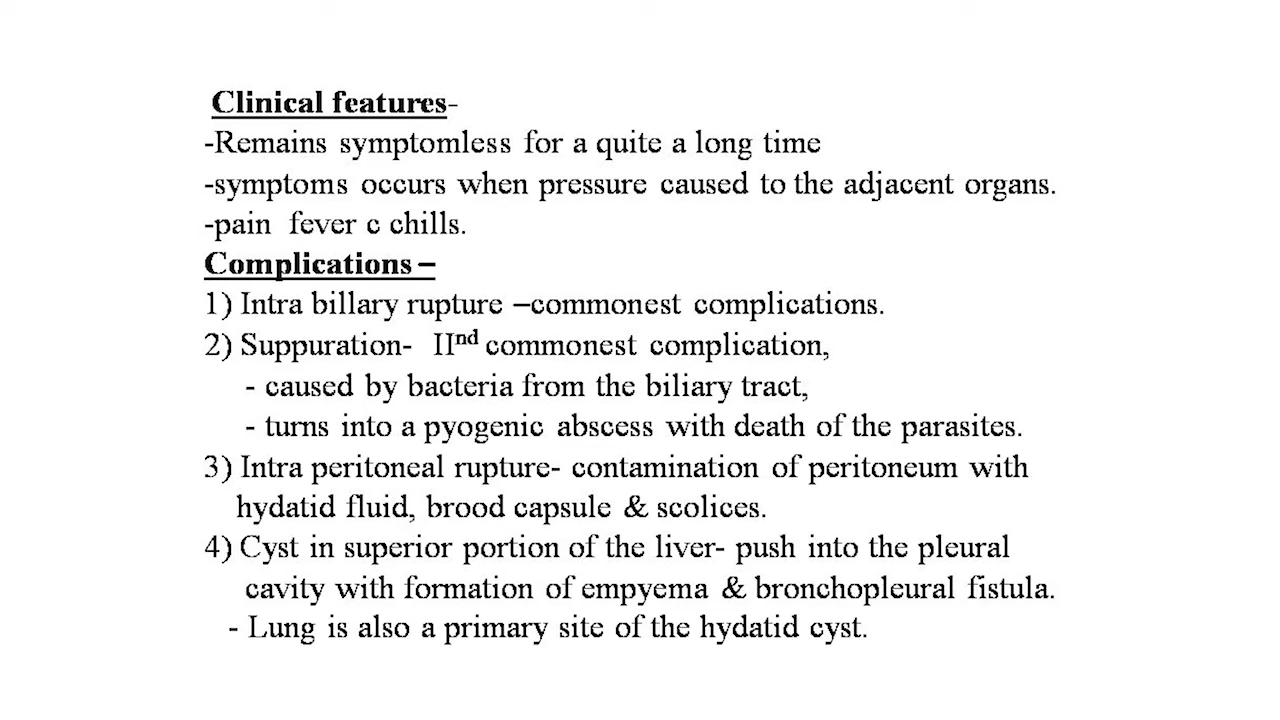 Clinical features-
-Remains symptomless for a quite a long time
-symptoms occurs when pressure caused to the adjacent organs.
-pain fever c chills.
Complications –
1) Intra billary rupture –commonest complications.
2) Suppuration- IInd commonest complication,
- caused by bacteria from the biliary tract,
- turns into a pyogenic abscess with death of the parasites.
3) Intra peritoneal rupture- contamination of peritoneum with
hydatid fluid, brood capsule & scolices.
4) Cyst in superior portion of the liver- push into the pleural
cavity with formation of empyema & bronchopleural fistula.
- Lung is also a primary site of the hydatid cyst.